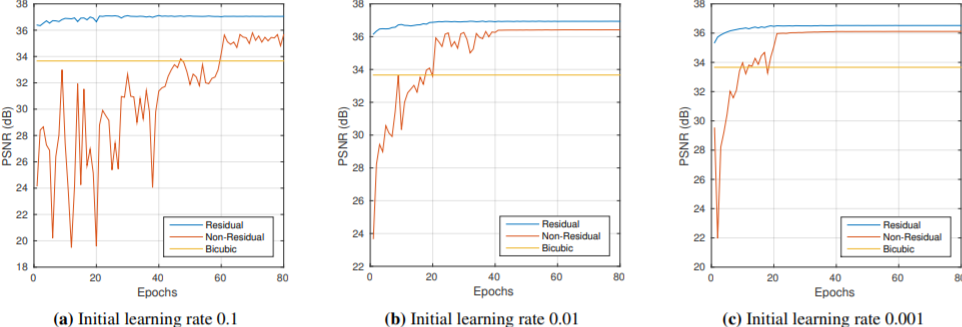 38
36
34
32
30
28
26
24
22
20
18
PSNR (dB)
0 20 40 60 80
Epochs
Residual
Non-Residual
Bicubic
(a) Initial learning rate 0.1
38
36
34
32
30
28
26
24
22
PSNR (dB)
0 20 40 60 80
Epochs
Residual
Non-Residual
Bicubic
(b) Initial learning rate 0.01
38
36
34
32
30
28
26
24
22
20
PSNR (dB)
0 20 40 60 80
Epochs
Residual
Non-Residual
Bicubic
(c) Initial learning rate 0.001